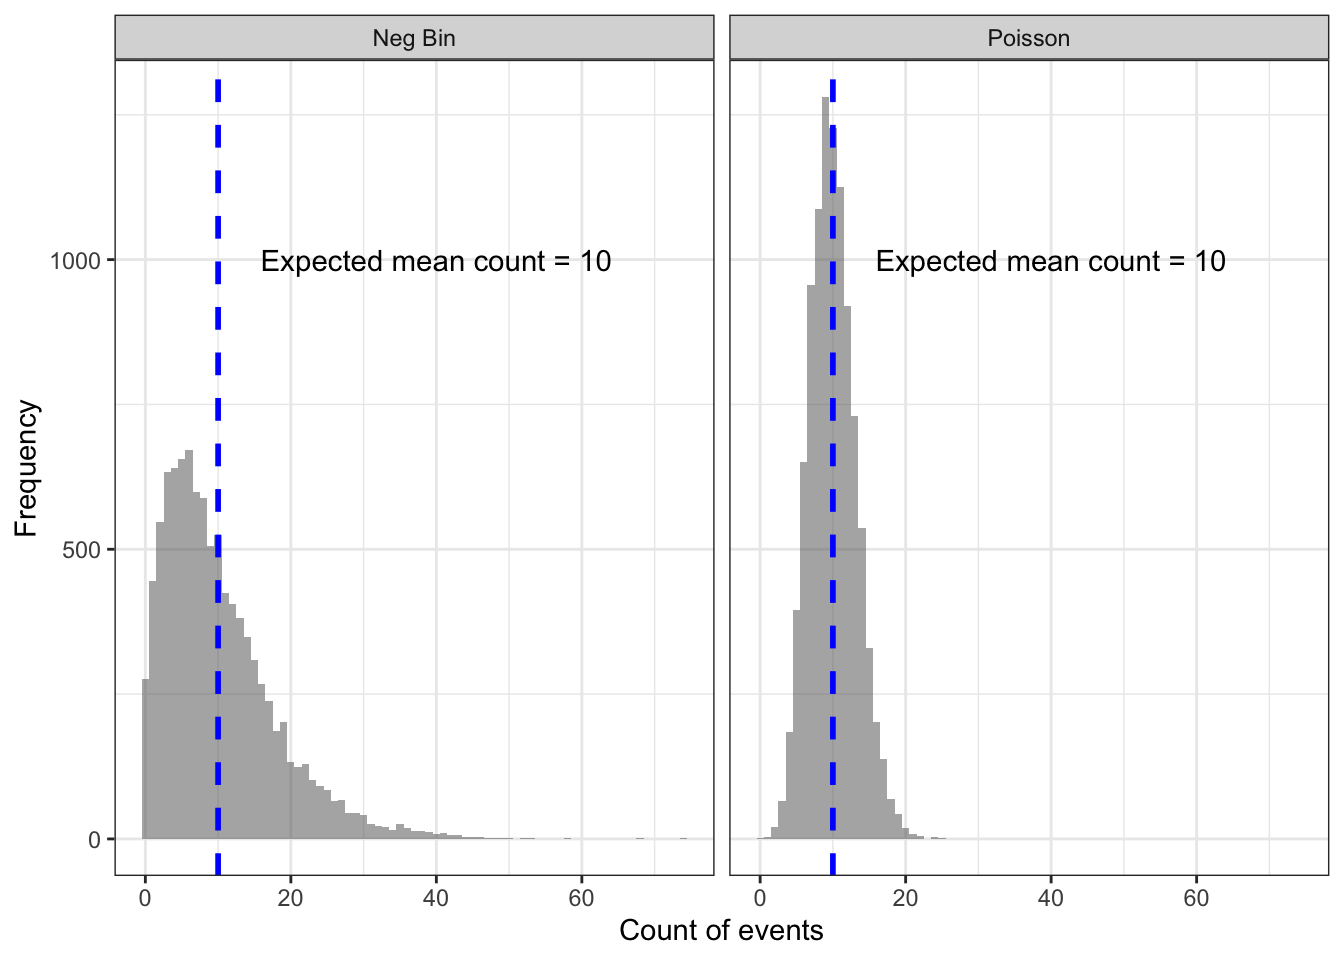 Neg Bin
Poisson
Expected mean count = 10
Expected mean count = 10
Frequency
1000
500
0
0 20 40 60
0 20 40 60
Count of events